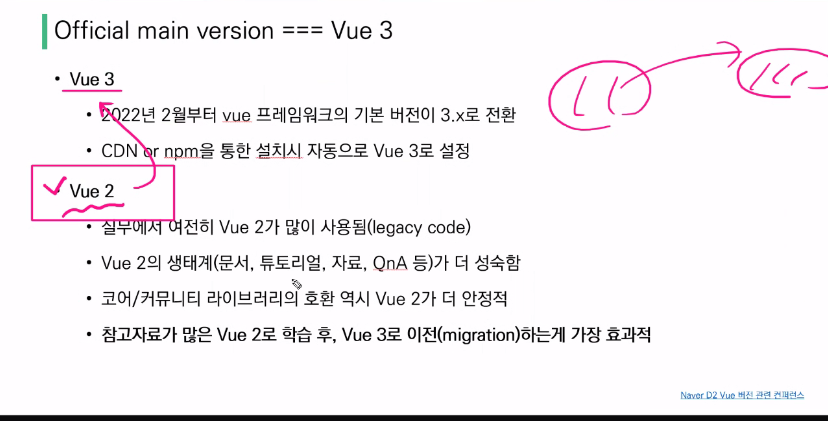 Official main version === Vue 3
• Vue 3
• 2022년 2월부터 vue 프레임워크의 기본 버전이 3.x로 전환
• CDN or npm을 통한 설치시 자동으로 Vue 3로 설정
Vue 2
• 실무에서 여전히 Vue 2가 많이 사용됨(legacy code)
• Vue 2의 생태계(문서, 튜토리얼, 자료, QnA 등)가 더 성숙함
• 코어/커뮤니티 라이브러리의 호환 역시 Vue 2가 더 안정적
• 참고자료가 많은 Vue 2로 학습 후, Vue 3로 이전(migration)하는게 가장 효과적
Naver D2 Vue 버전 관련 컨퍼런스